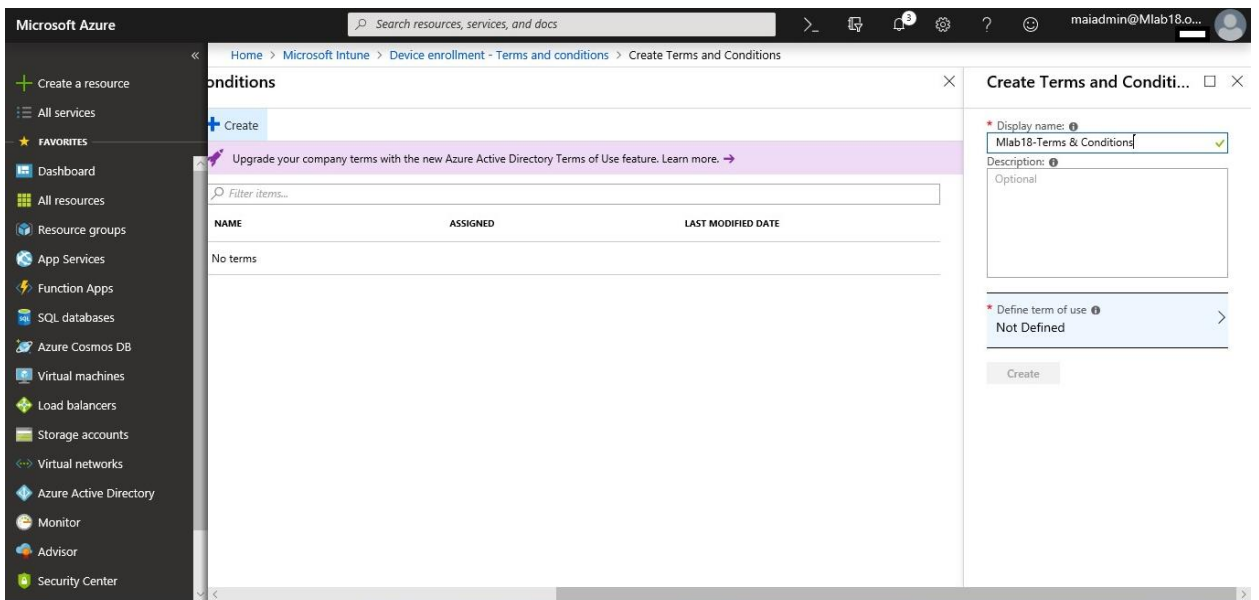 Microsoft Azure
Search resources, services, and docs
3
maiadmin@Mlab18.o...
Home > Microsoft Intune > Device enrollment - Terms and conditions > Create Terms and Conditions
Create a resource
All services
FAVORITES
Dashboard
All resources
Resource groups
App Services
Function Apps
SQL databases
Azure Cosmos DB
Virtual machines
Load balancers
Storage accounts
Virtual networks
Azure Active Directory
Monitor
Advisor
Security Center
onditions
Create
Upgrade your company terms with the new Azure Active Directory Terms of Use feature. Learn more. →
Filter items...
NAME ASSIGNED LAST MODIFIED DATE
No terms
Create Terms and Conditi...
* Display name:
Mlab18-Terms & Conditions
Description:
Optional
* Define term of use
Not Defined
Create